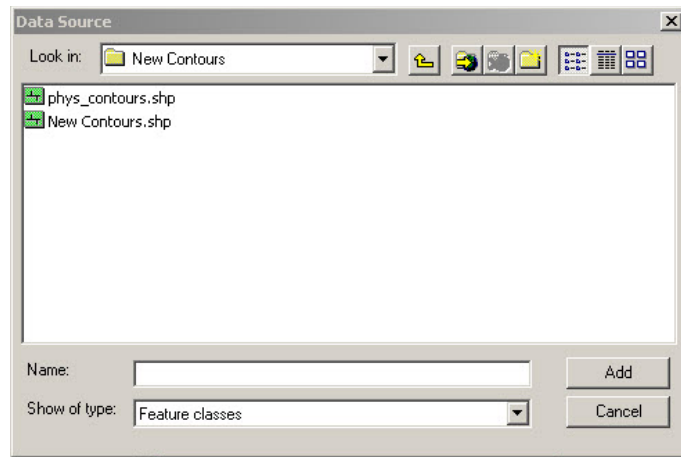 Data Source
Look in: New Contours
phys_contours.shp
New Contours.shp
Name: Add
Show of type: Feature classes Cancel